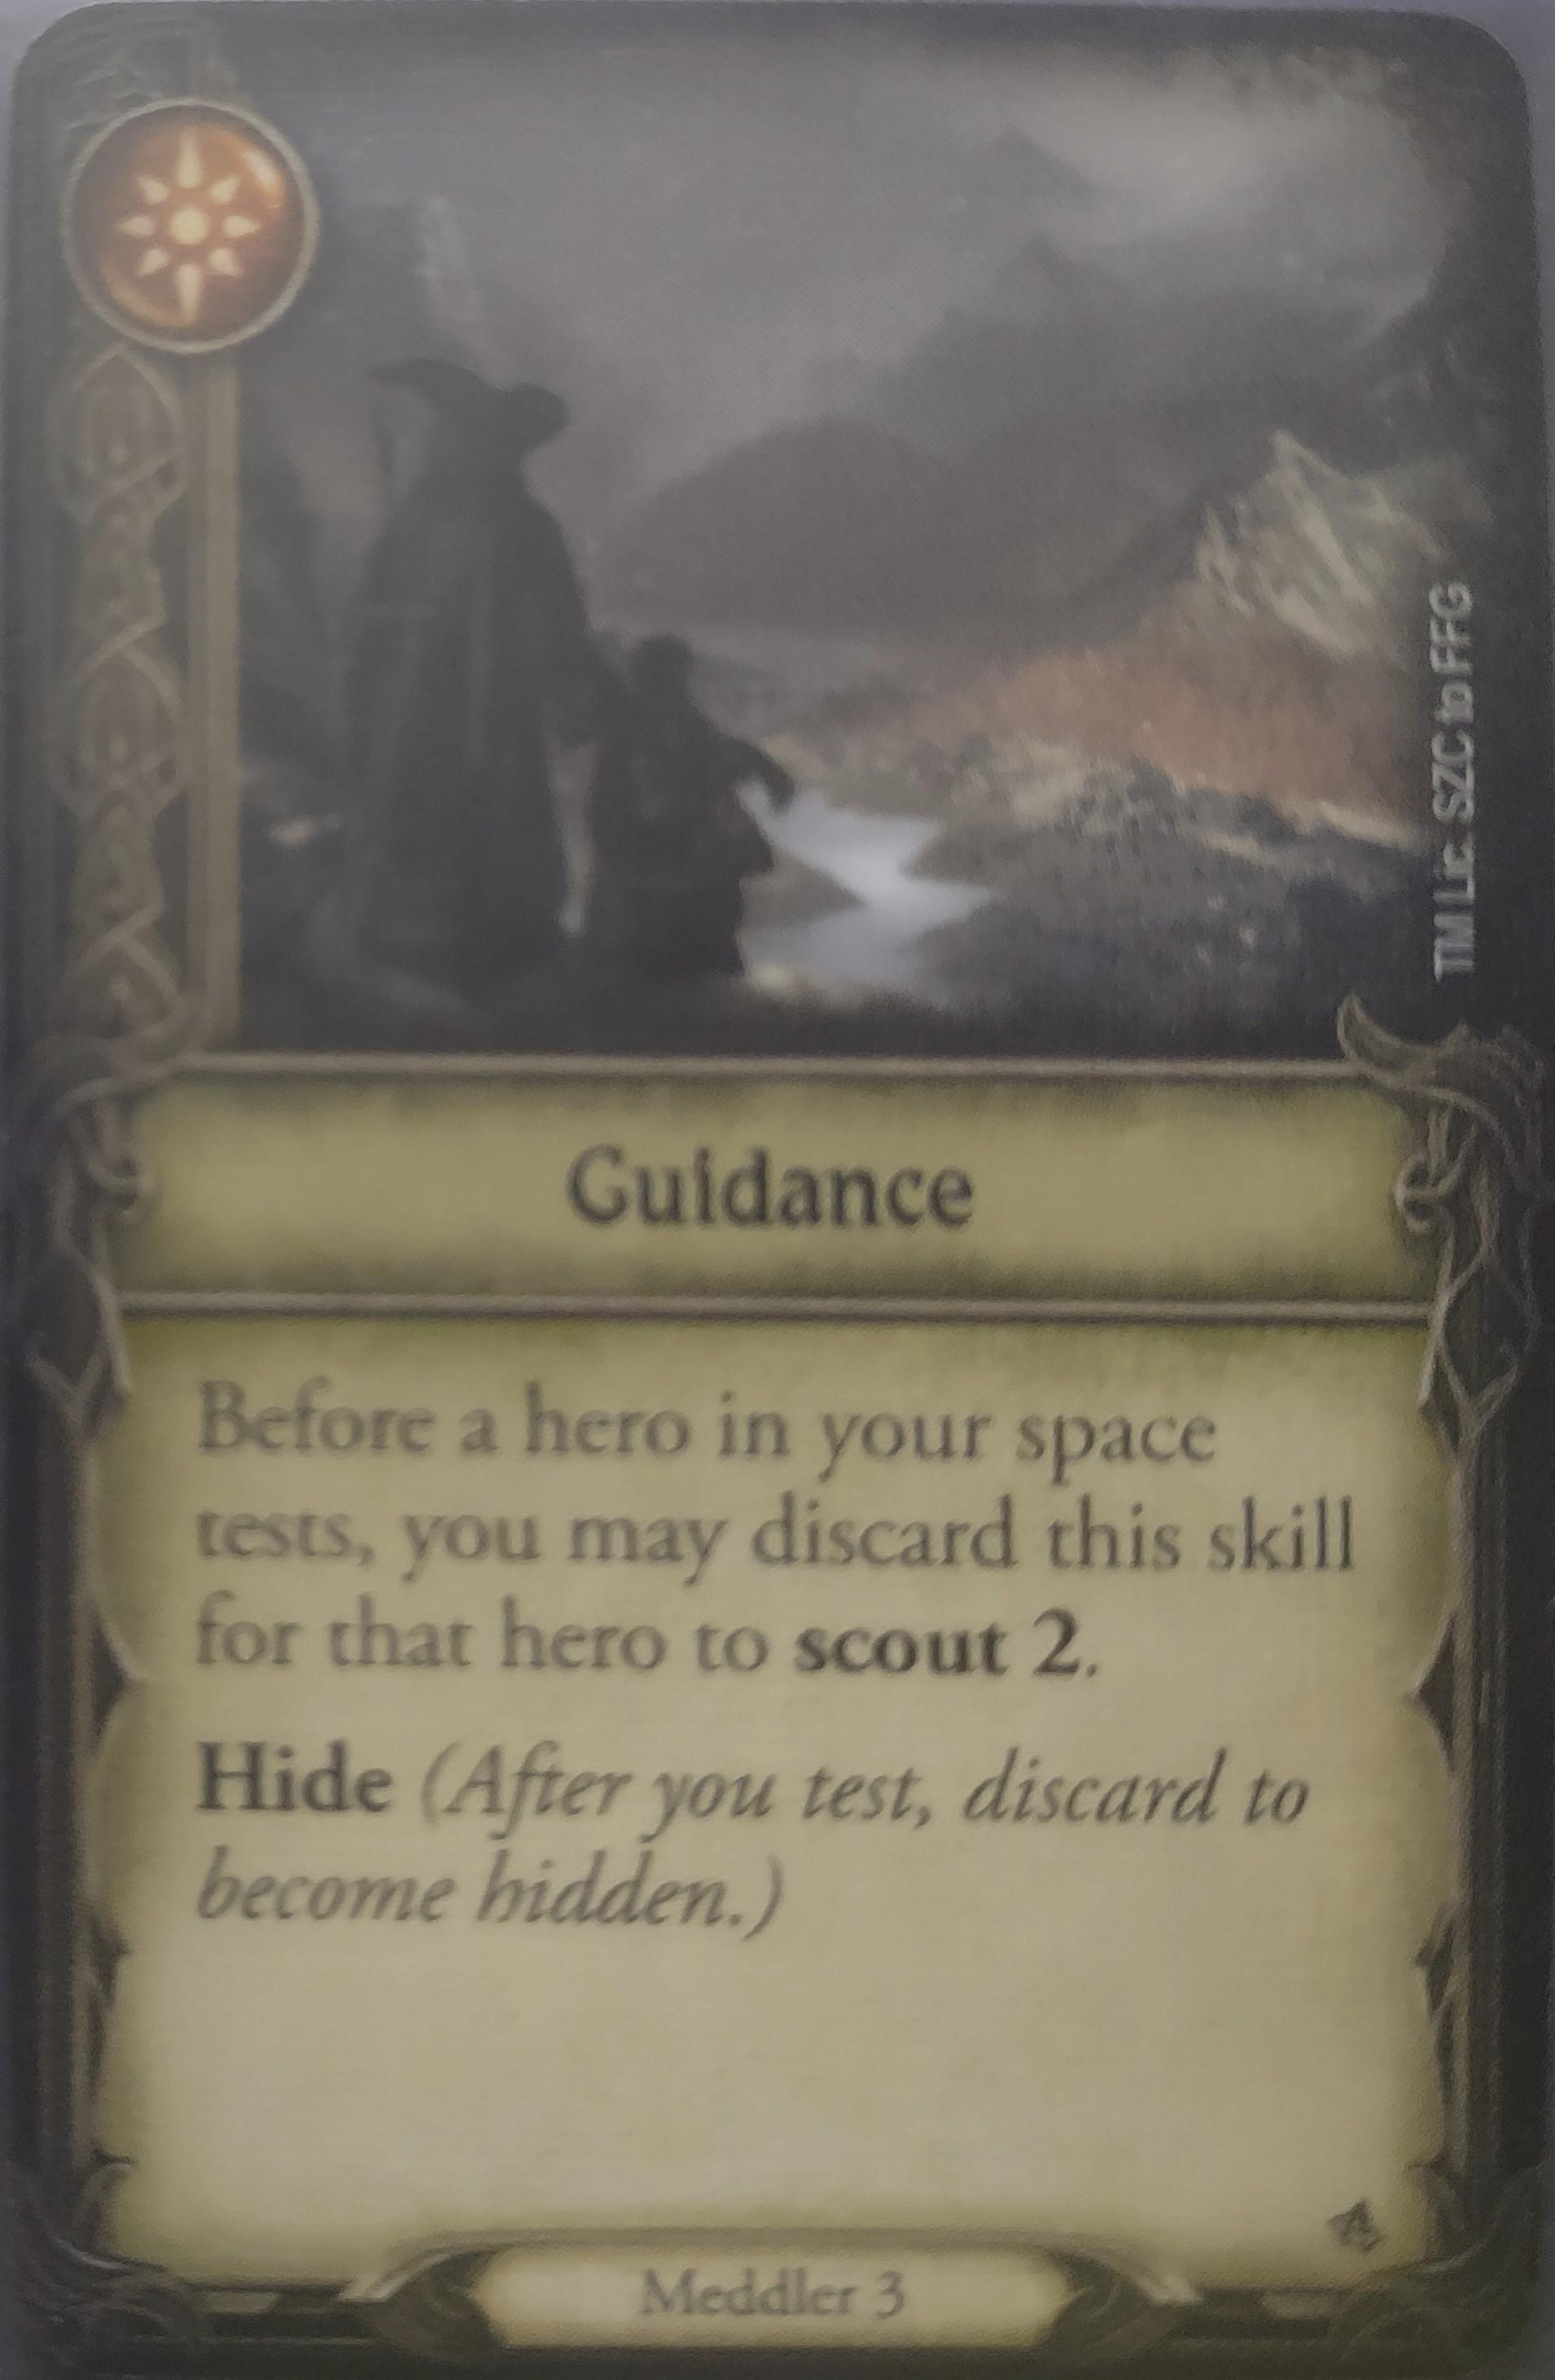 TM Lic. SZC to FFG
Guidance
Before a hero in your space
tests, you may discard this skill
for that hero to scout 2.
Hide (After you test, discard to
become hidden.)
Meddler 3